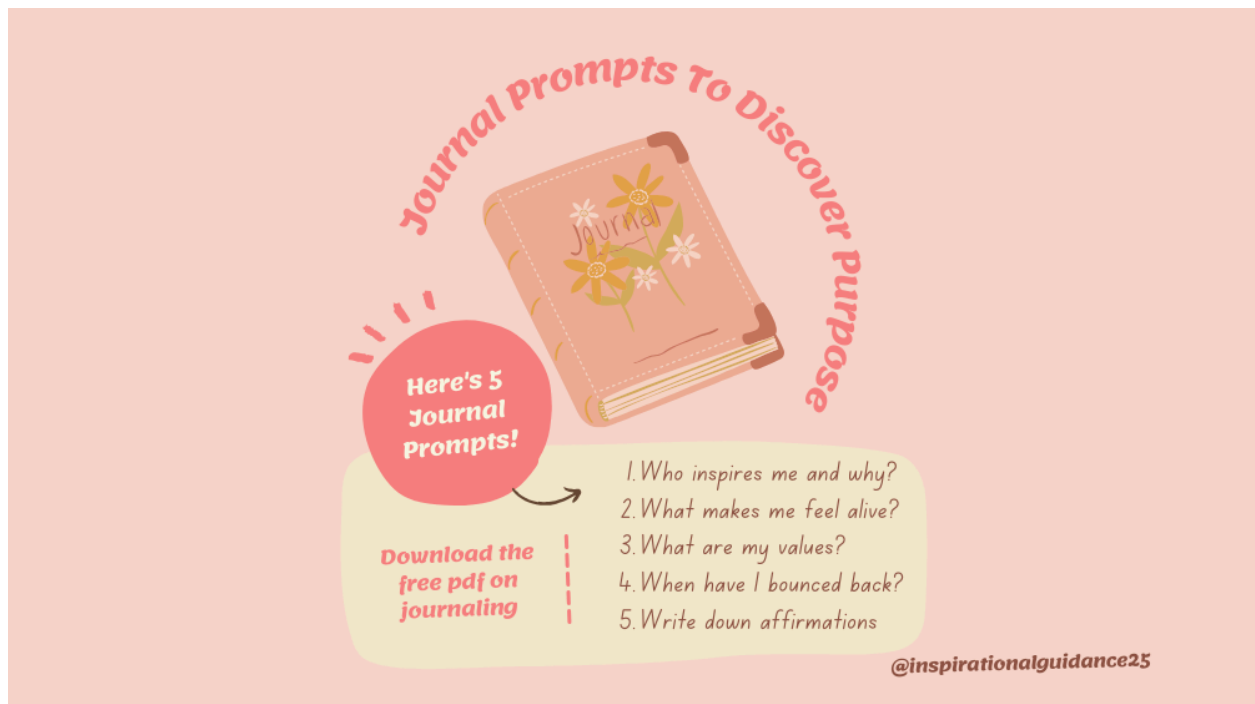 Journal Prompts To Discover Purpose
Journal
Here's 5
Journal
Prompts!
1. Who inspires me and why?
2. What makes me feel alive?
3. What are my values?
4. When have I bounced back?
5. Write down affirmations
Download the
free pdf on
journaling
@inspirationalguidance25